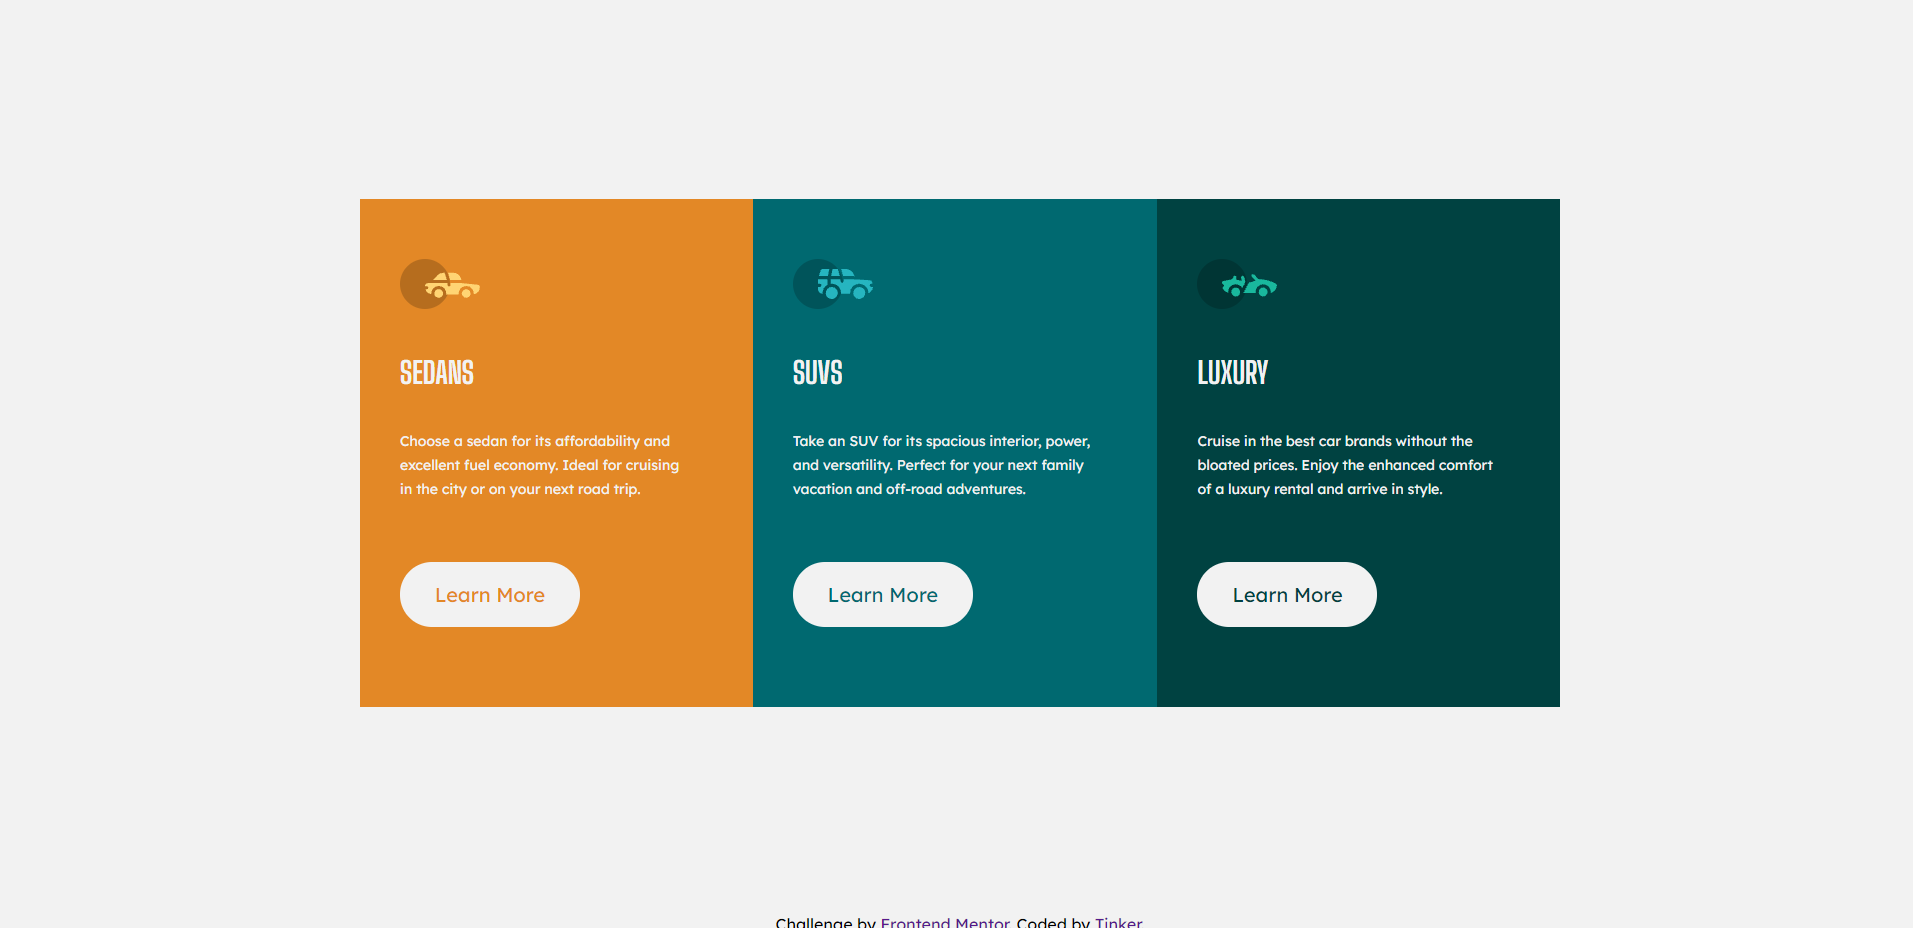 SEDANS
Choose a sedan for its affordability and
excellent fuel economy. Ideal for cruising
in the city or on your next road trip.
Learn More
SUVS
Take an SUV for its spacious interior, power,
and versatility. Perfect for your next family
vacation and off-road adventures.
Learn More
LUXURY
Cruise in the best car brands without the
bloated prices. Enjoy the enhanced comfort
of a luxury rental and arrive in style.
Learn More
Challenge by Frontend Mentor. Coded by Tinker.